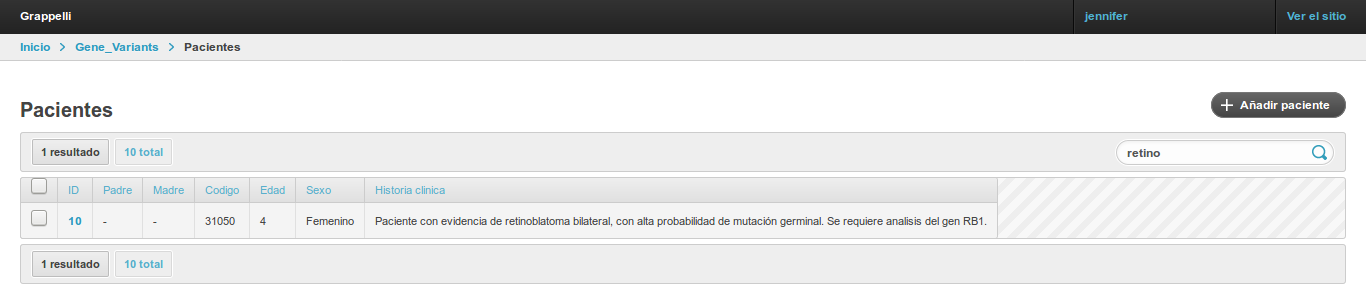 Grappelli jennifer Ver el sitio
Inicio Gene_Variants Pacientes
Pacientes
Añadir paciente
1 resultado 10 total retino
ID Padre Madre Codigo Edad Sexo Historia clinica
10 - - 31050 4 Femenino Paciente con evidencia de retinoblatoma bilateral, con alta probabilidad de mutación germinal. Se requiere analisis del gen RB1.
1 resultado 10 total